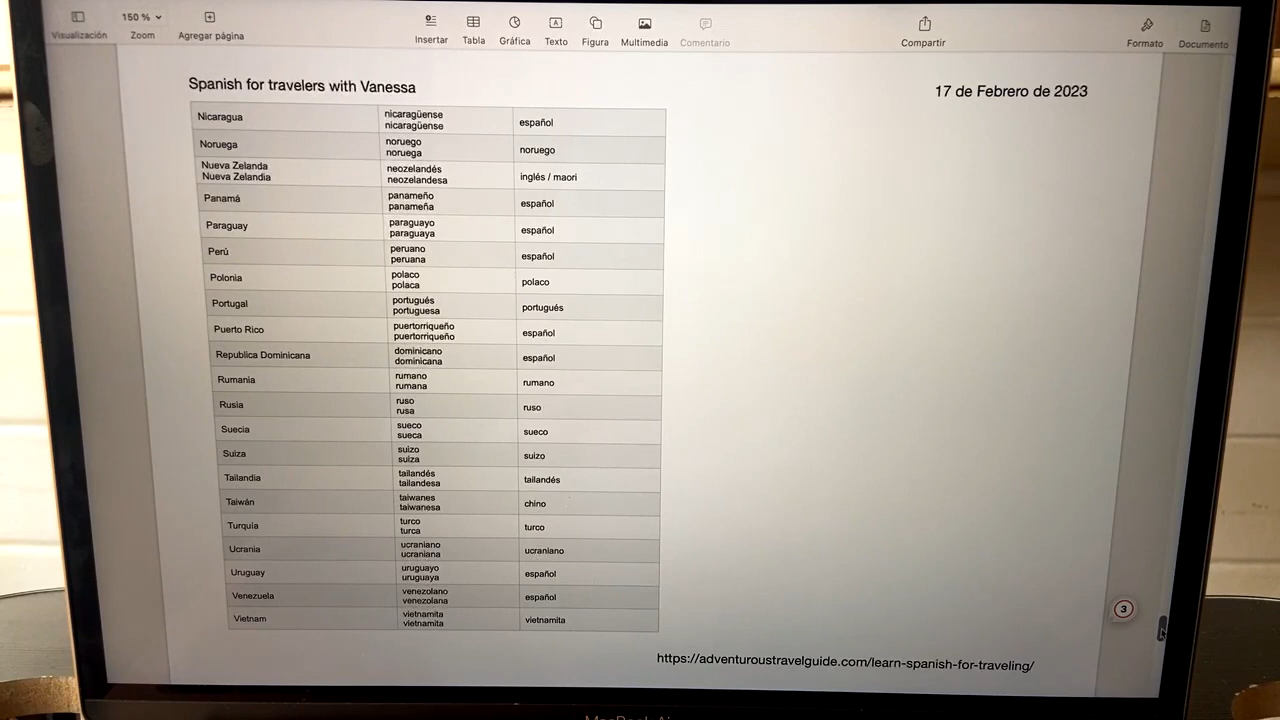 150 %
Visualización
Zoom
Agregar página
Insertar
Tabla
Gráfica
Texto
Figura
Multimedia
Comentario
Compartir
Formato
Documento
Spanish for travelers with Vanessa
17 de Febrero de 2023
Nicaragua
nicaragüense
nicaragüense
español
Noruega
noruego
noruega
noruego
Nueva Zelanda
Nueva Zelandia
neozelandés
neozelandesa
inglés / maori
Panamá
panameño
panameña
español
Paraguay
paraguayo
paraguaya
español
Perú
peruano
peruana
español
Polonia
polaco
polaca
polaco
Portugal
portugués
portuguesa
portugués
Puerto Rico
puertorriqueño
puertorriqueño
español
Republica Dominicana
dominicano
dominicana
español
Rumania
rumano
rumana
rumano
Rusia
ruso
rusa
ruso
Suecia
sueco
sueca
sueco
Suiza
suizo
suiza
suizo
Tailandia
tailandés
tailandesa
tailandés
Taiwán
taiwanes
taiwanesa
chino
Turquía
turco
turca
turco
Ucrania
ucraniano
ucraniana
ucraniano
Uruguay
uruguayo
uruguaya
español
Venezuela
venezolano
venezolana
español
Vietnam
vietnamita
vietnamita
vietnamita
3
https://adventuroustravelguide.com/learn-spanish-for-traveling/